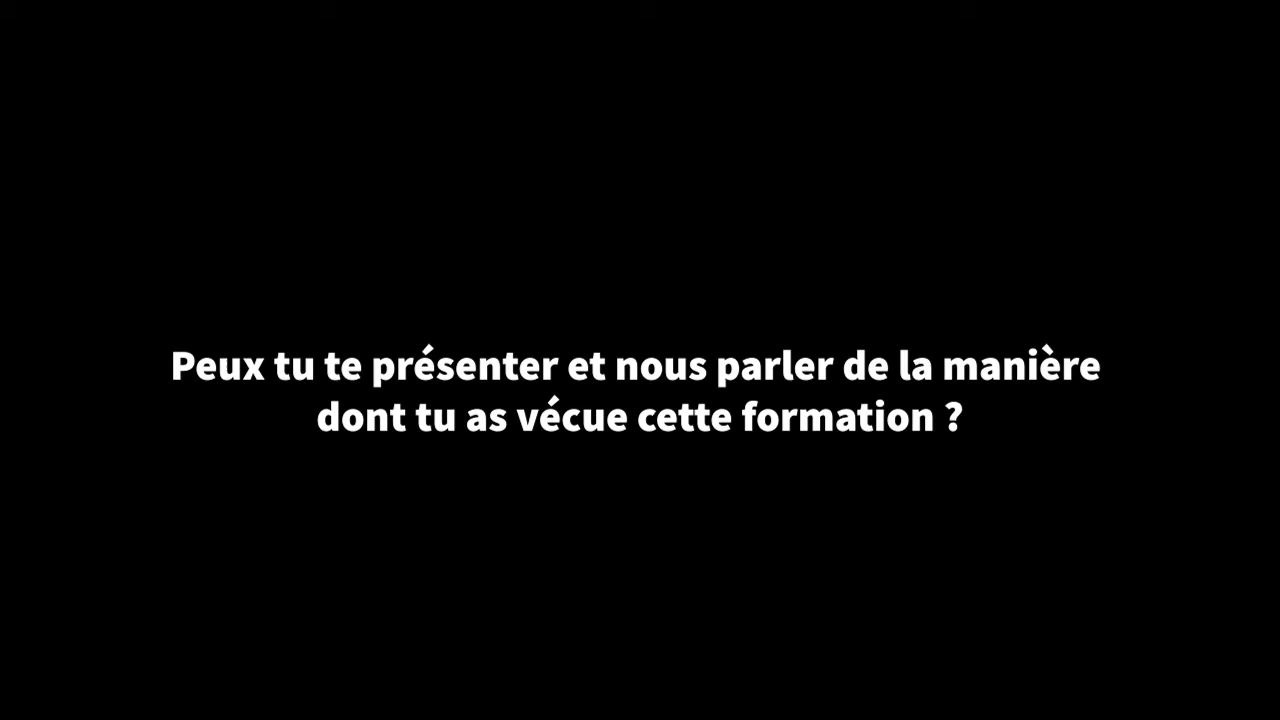 Peux tu te présenter et nous parler de la manière
dont tu as vécue cette formation ?